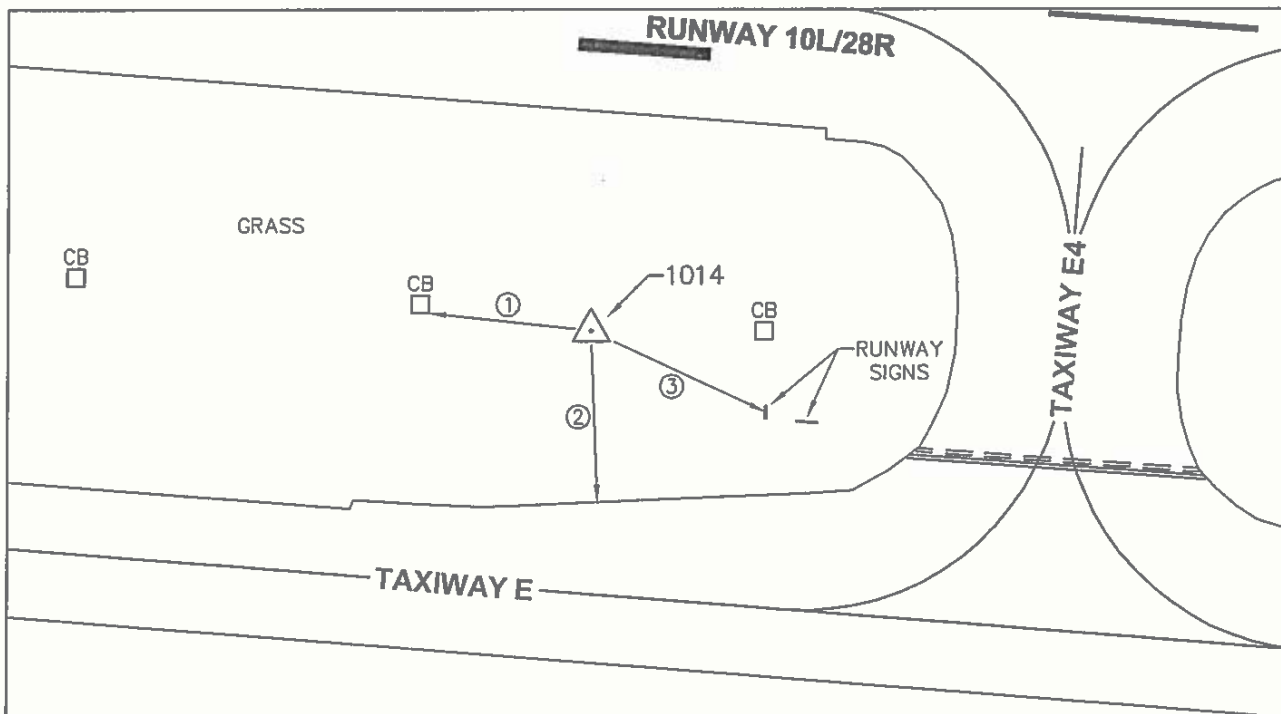 RUNWAY 10L/28R
GRASS
CB
CB
①
1014
CB
RUNWAY
SIGNS
③
②
TAXIWAY E4
TAXIWAY E